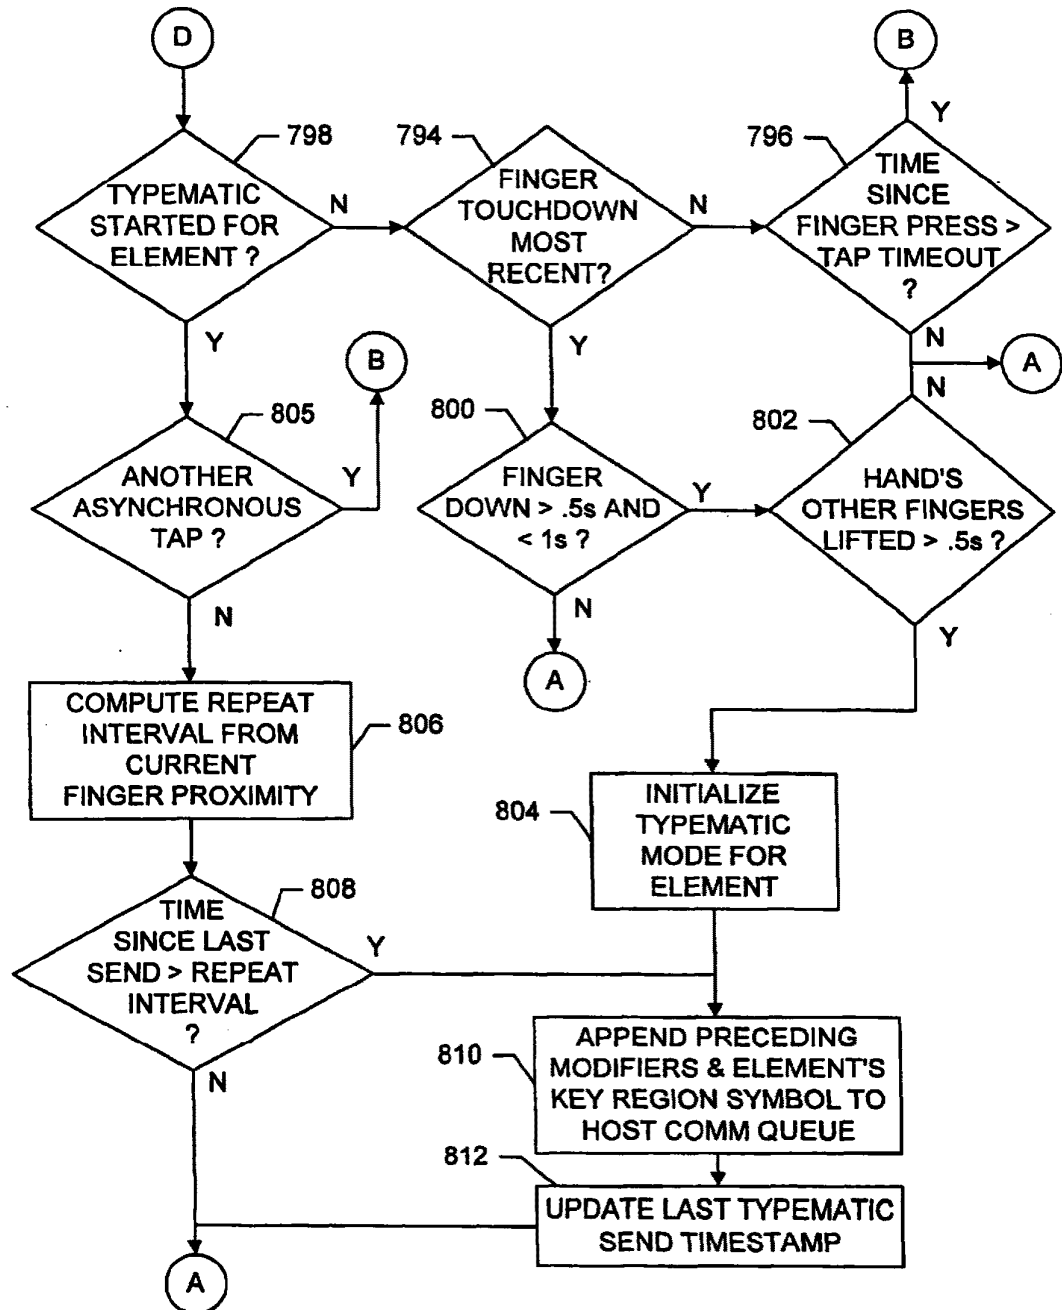 D
B
798
TYPEMATIC
STARTED FOR
ELEMENT ?
N
Y
794
FINGER
TOUCHDOWN
MOST
RECENT?
N
Y
796
TIME
SINCE
FINGER PRESS >
TAP TIMEOUT
?
Y
N
A
B
805
ANOTHER
ASYNCHRONOUS
TAP ?
Y
N
800
FINGER
DOWN > .5s AND
< 1s ?
Y
N
A
802
N
HAND'S
OTHER FINGERS
LIFTED > .5s ?
Y
COMPUTE REPEAT
INTERVAL FROM
CURRENT
FINGER PROXIMITY
806
804
INITIALIZE
TYPEMATIC
MODE FOR
ELEMENT
808
TIME
SINCE LAST
SEND > REPEAT
INTERVAL
?
Y
N
810
APPEND PRECEDING
MODIFIERS & ELEMENT'S
KEY REGION SYMBOL TO
HOST COMM QUEUE
812
UPDATE LAST TYPEMATIC
SEND TIMESTAMP
A